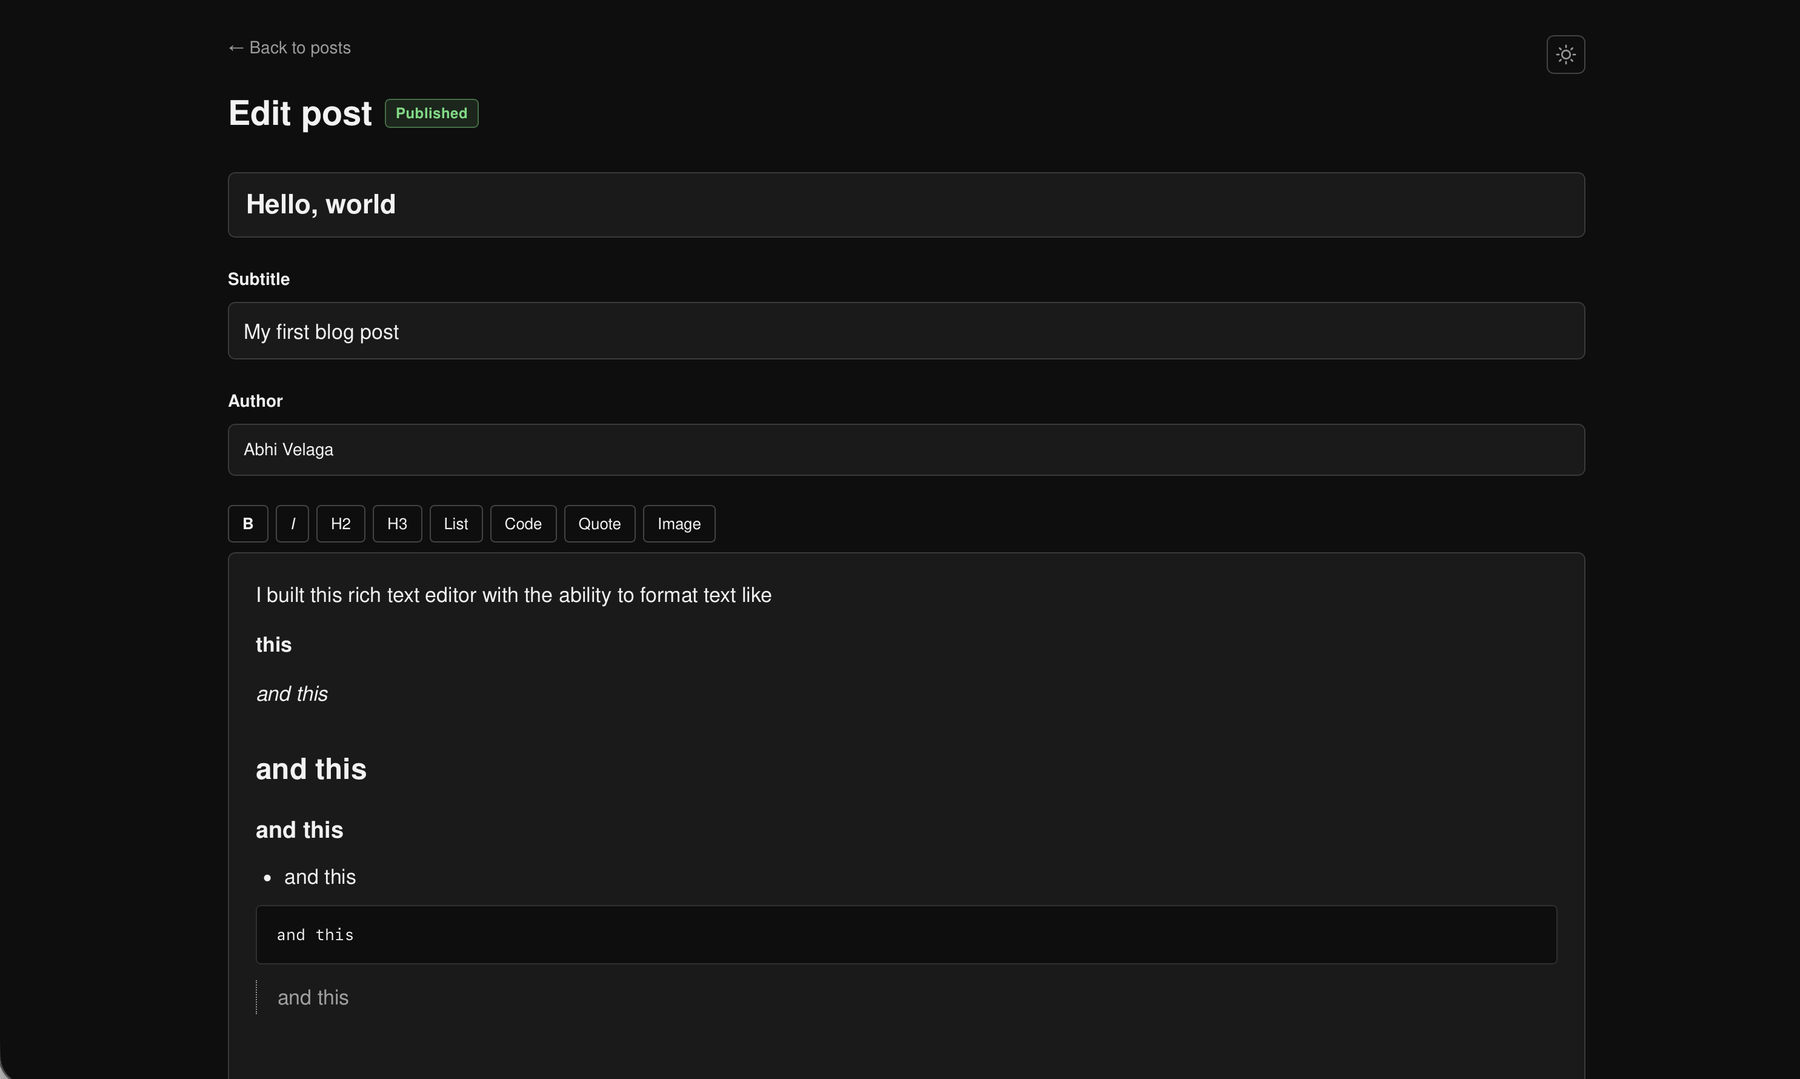 ← Back to posts
Edit post Published
Hello, world
Subtitle
My first blog post
Author
Abhi Velaga
B I H2 H3 List Code Quote Image
I built this rich text editor with the ability to format text like
this
and this
and this
and this
• and this
and this
and this